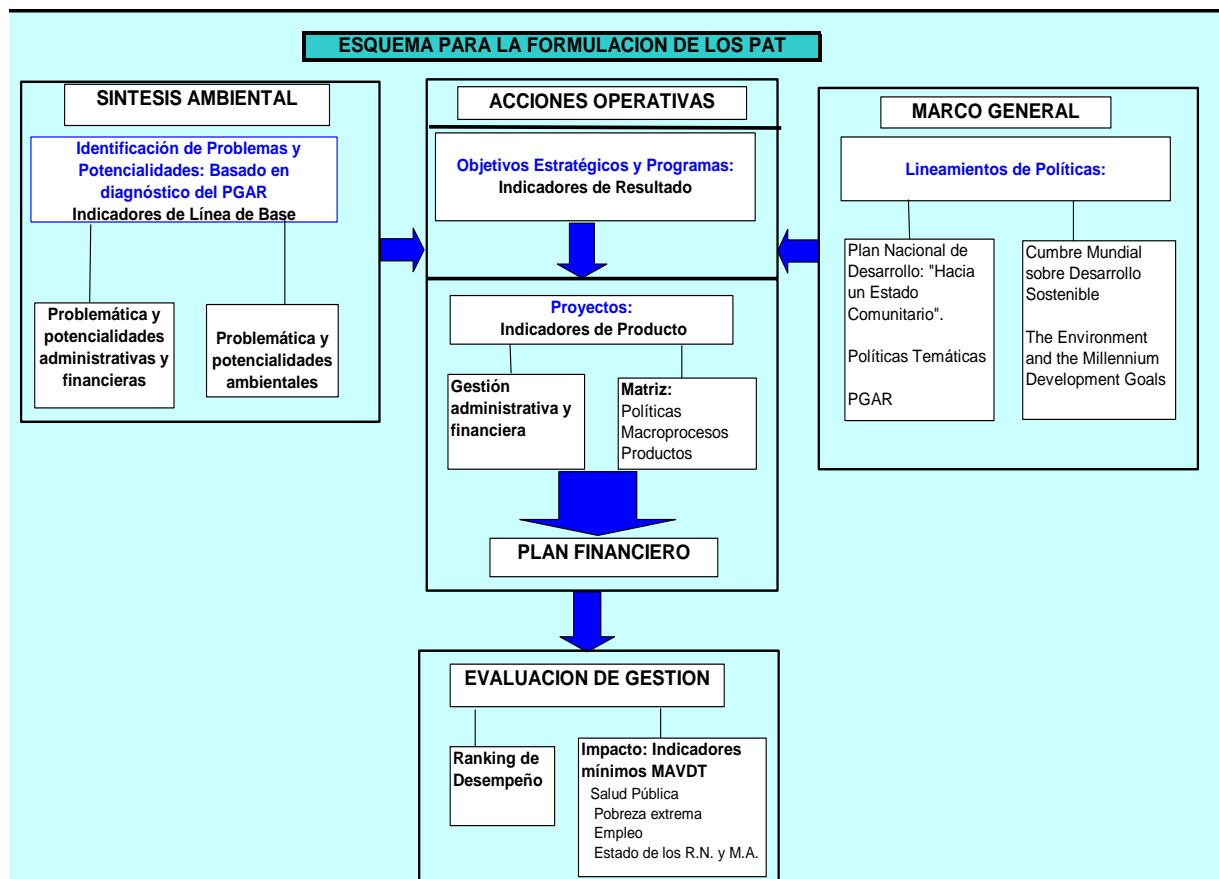 ESQUEMA PARA LA FORMULACION DE LOS PAT
SINTESIS AMBIENTAL
Identificación de Problemas y
Potencialidades: Basado en
diagnóstico del PGAR
Indicadores de Línea de Base
Problemática y
potencialidades
administrativas y
financieras
Problemática y
potencialidades
ambientales
ACCIONES OPERATIVAS
Objetivos Estratégicos y Programas:
Indicadores de Resultado
Proyectos:
Indicadores de Producto
Gestión
administrativa y
financiera
Matriz:
Políticas
Macroprocesos
Productos
PLAN FINANCIERO
MARCO GENERAL
Lineamientos de Políticas:
Plan Nacional de
Desarrollo: "Hacia
un Estado
Comunitario".
Políticas Temáticas
PGAR
Cumbre Mundial
sobre Desarrollo
Sostenible
The Environment
and the Millennium
Development Goals
EVALUACION DE GESTION
Ranking de
Desempeño
Impacto: Indicadores
mínimos MAVDT
Salud Pública
Pobreza extrema
Empleo
Estado de los R.N. y M.A.